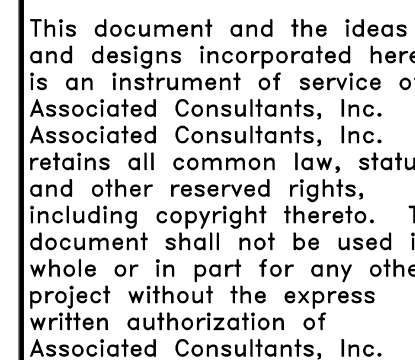 This document and the ideas
and designs incorporated here
is an instrument of service of
Associated Consultants, Inc.
Associated Consultants, Inc.
retains all common law, statu
and other reserved rights,
including copyright thereto. T
document shall not be used i
whole or in part for any othe
project without the express
written authorization of
Associated Consultants, Inc.